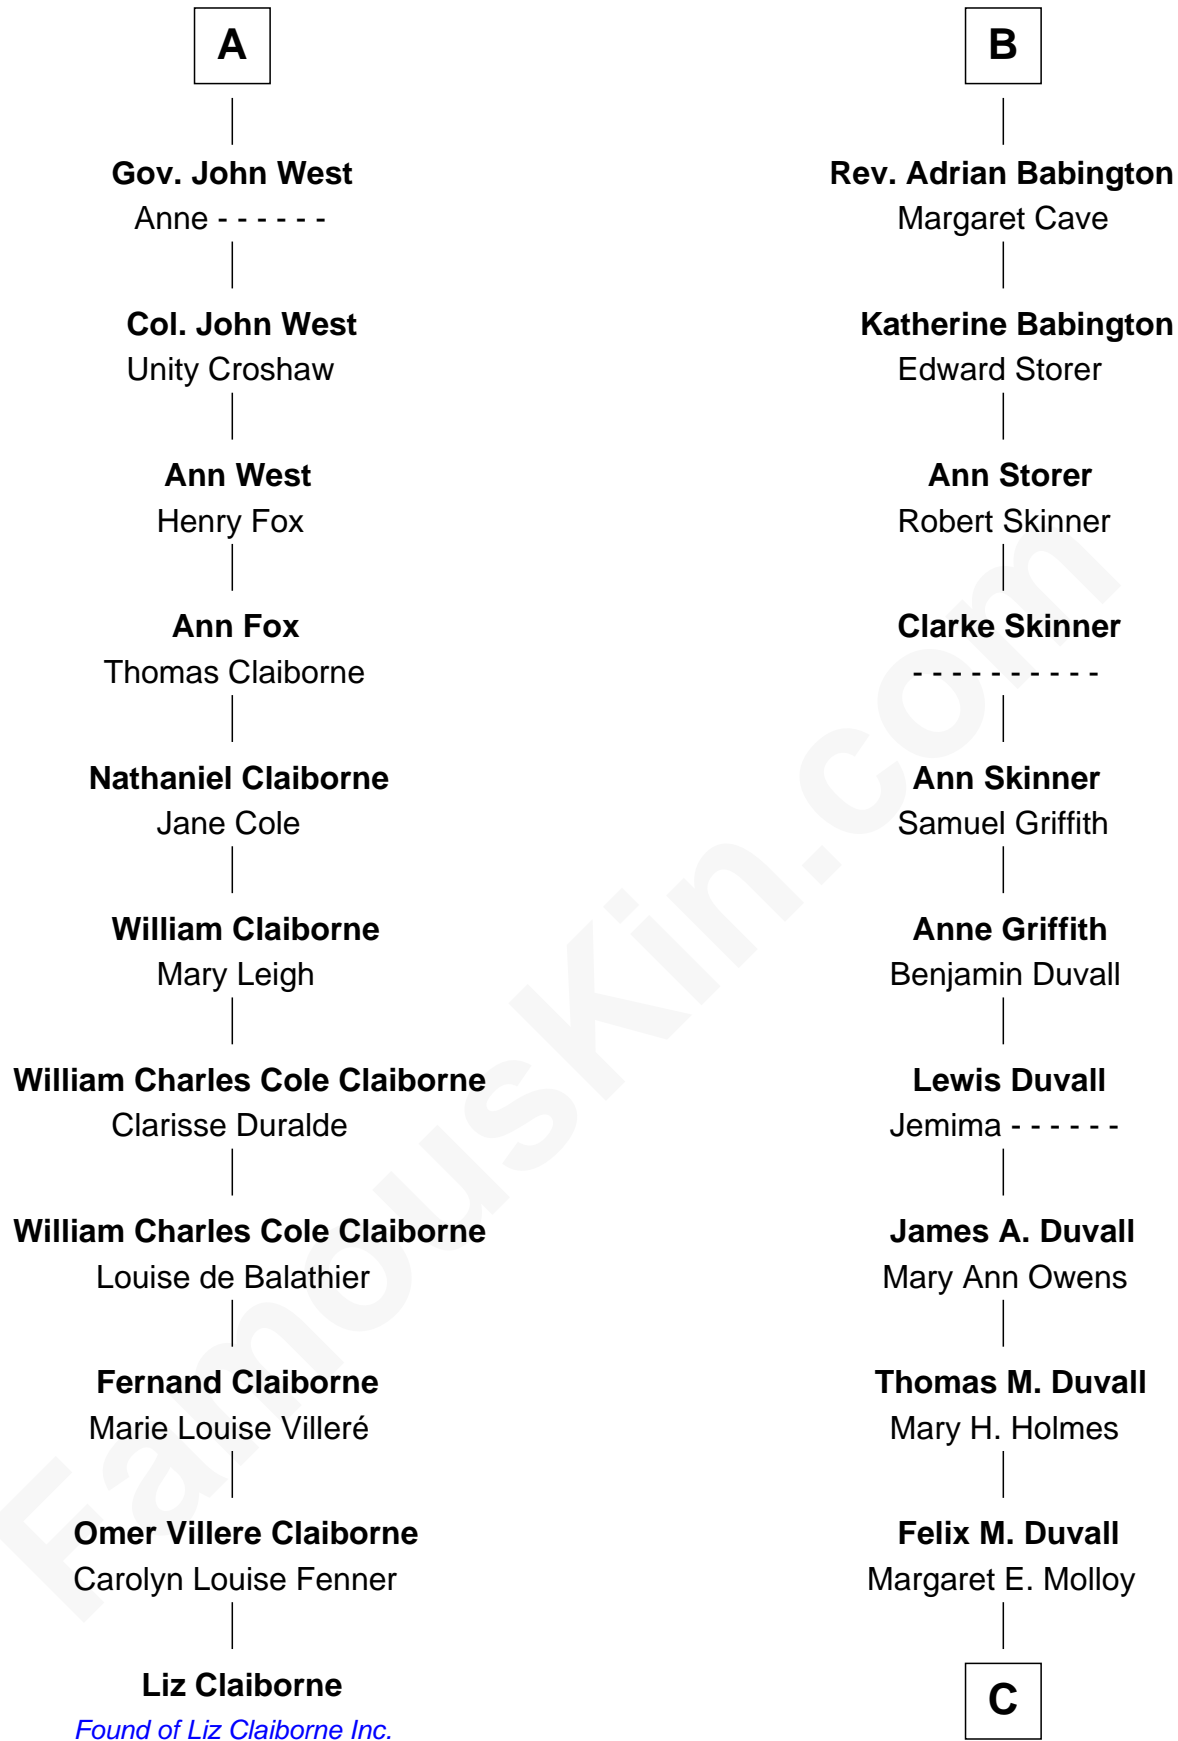 A
Gov. John West
Anne - - - - - -
Col. John West
Unity Croshaw
Ann West
Henry Fox
Ann Fox
Thomas Claiborne
Nathaniel Claiborne
Jane Cole
William Claiborne
Mary Leigh
William Charles Cole Claiborne
Clarisse Duralde
William Charles Cole Claiborne
Louise de Balathier
Fernand Claiborne
Marie Louise Villeré
Omer Villere Claiborne
Carolyn Louise Fenner
Liz Claiborne
Found of Liz Claiborne Inc.
B
Rev. Adrian Babington
Margaret Cave
Katherine Babington
Edward Storer
Ann Storer
Robert Skinner
Clarke Skinner
- - - - - - - - - -
Ann Skinner
Samuel Griffith
Anne Griffith
Benjamin Duvall
Lewis Duvall
Jemima - - - - - -
James A. Duvall
Mary Ann Owens
Thomas M. Duvall
Mary H. Holmes
Felix M. Duvall
Margaret E. Molloy
C
FamousKin.com